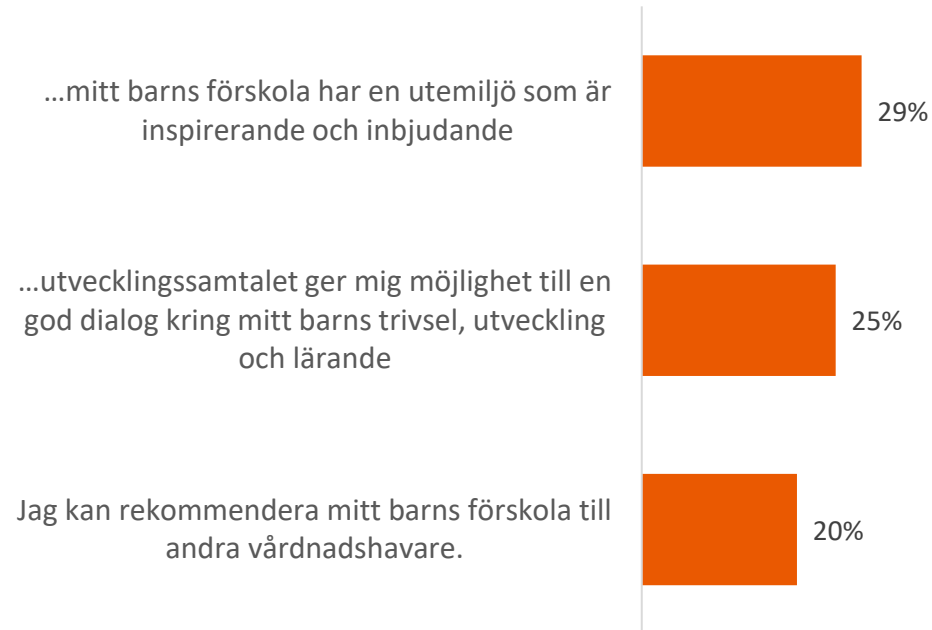 …mitt barns förskola har en utemiljö som är
inspirerande och inbjudande
29%
…utvecklingssamtalet ger mig möjlighet till en
god dialog kring mitt barns trivsel, utveckling
och lärande
25%
Jag kan rekommendera mitt barns förskola till
andra vårdnadshavare.
20%